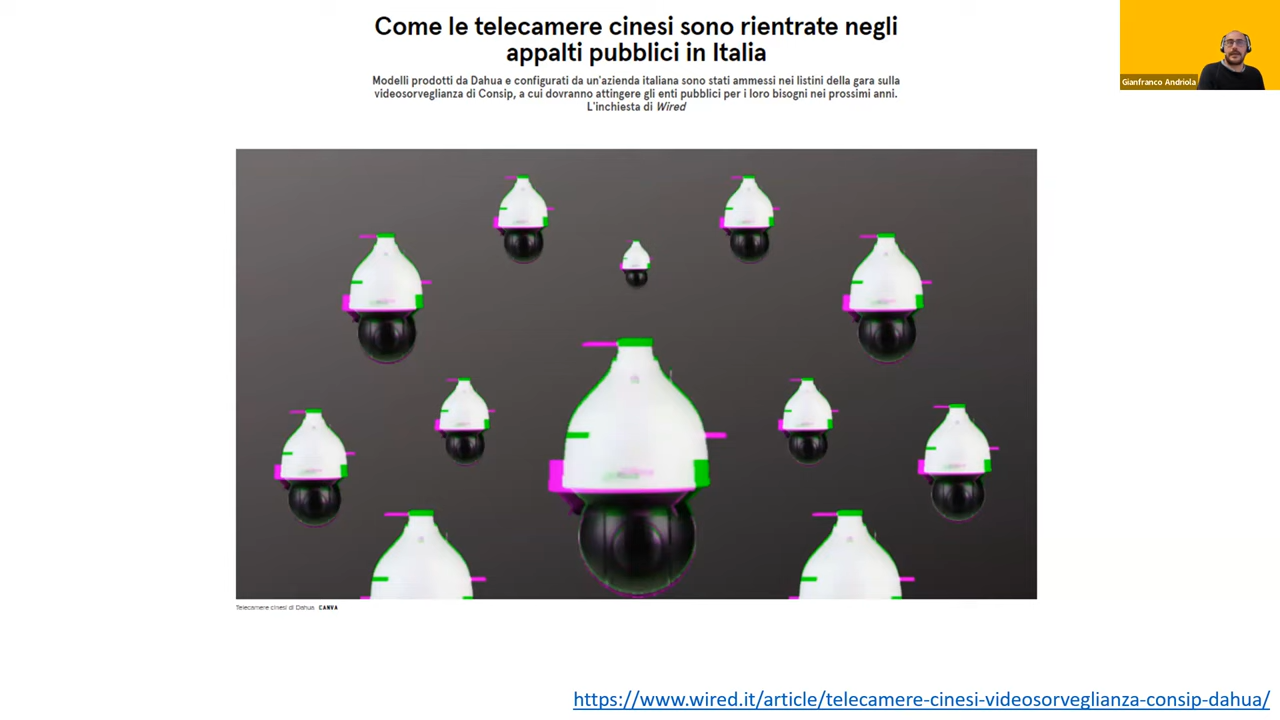 Come le telecamere cinesi sono rientrate negli
appalti pubblici in Italia
Modelli prodotti da Dahua e configurati da un'azienda italiana sono stati ammessi nei listini della gara sulla
videosorveglianza di Consip, a cui dovranno attingere gli enti pubblici per i loro bisogni nei prossimi anni.
L'inchiesta di Wired
Gianfranco Andriola
Telecamere cinesi di Dahua CANVA
https://www.wired.it/article/telecamere-cinesi-videosorveglianza-consip-dahua/